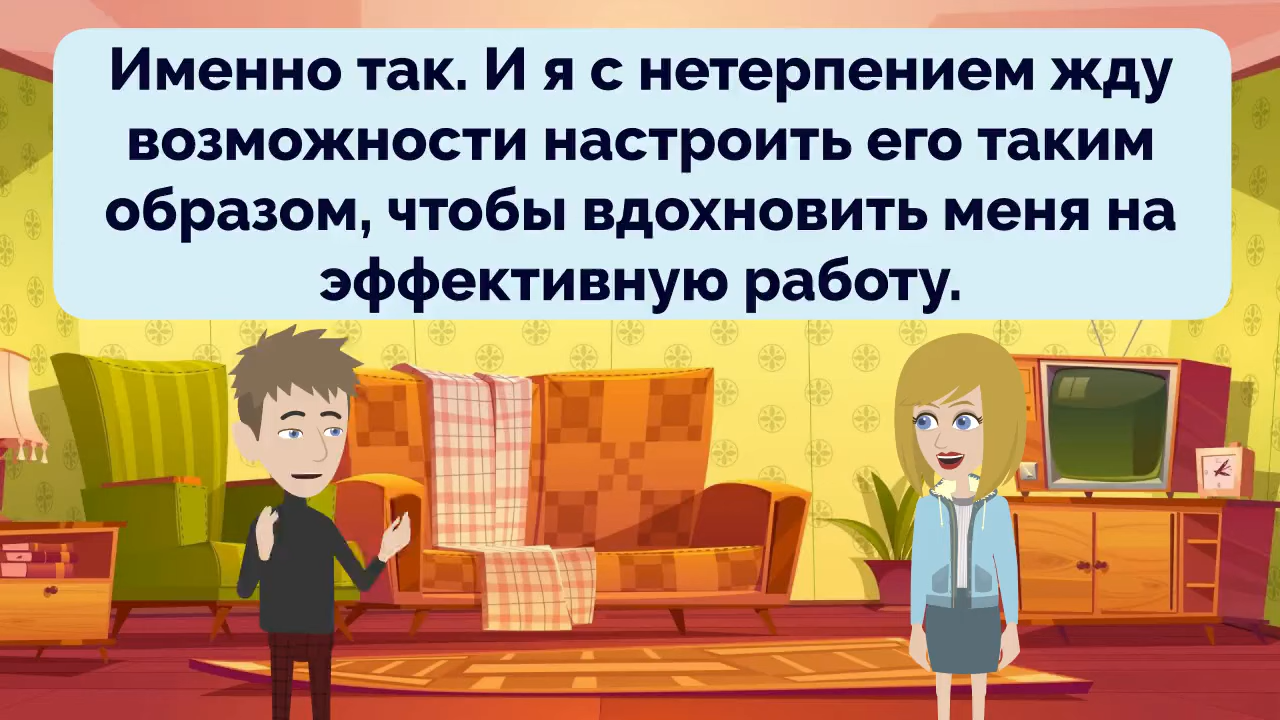 Именно так. И я с нетерпением жду
возможности настроить его таким
образом, чтобы вдохновить меня на
эффективную работу.